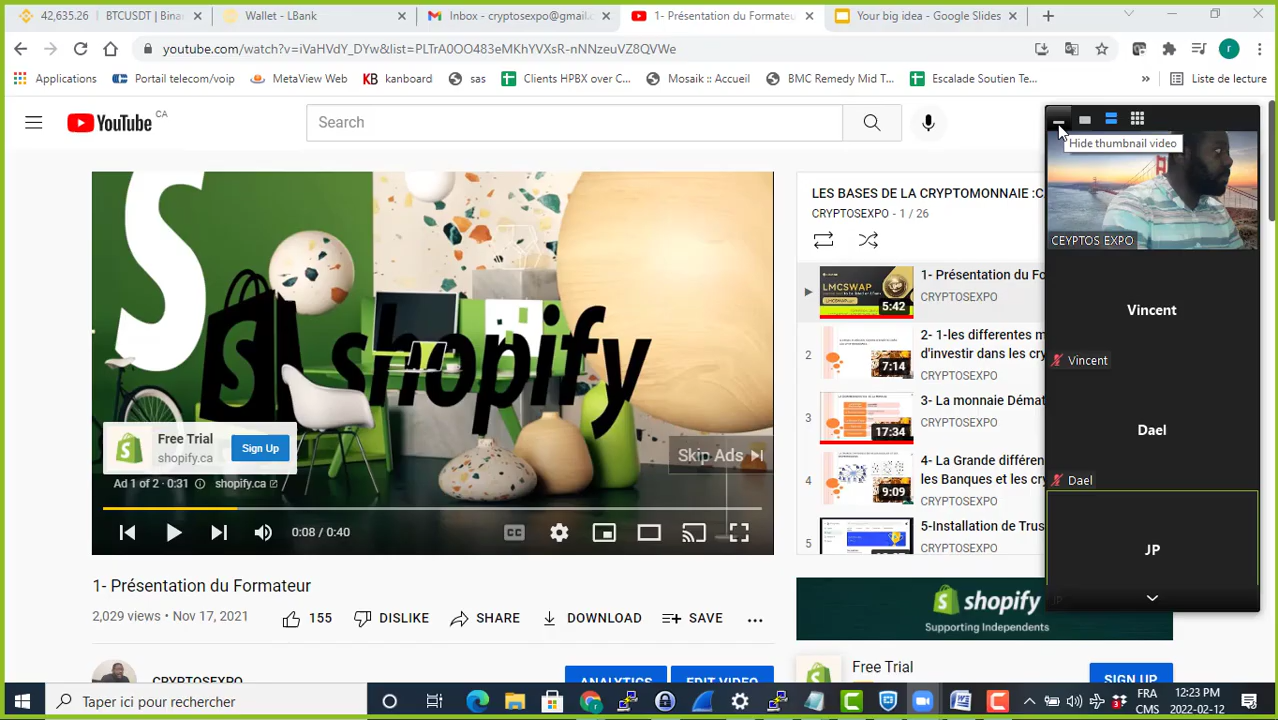 42,635.26 BTCUSDT | Binan
Wallet - LBank
Inbox - cryptosexpo@gmail.c
1- Présentation du Formateu
Your big idea - Google Slides
youtube.com/watch?v=iVaHVdY_DYw&list=PLTrA0OO483eMKhYVXsR-nNNzeuVZ8QVWe
r
Applications
Portail telecom/voip
MetaView Web
KB kanboard
sas
Clients HPBX over C...
Mosaik :: Accueil
BMC Remedy Mid T...
Escalade Soutien Te...
»
Liste de lecture
YouTube CA
Search
Hide thumbnail video
CEYPTOS EXPO
Vincent
Vincent
Dael
Dael
JP
S shopify
Free Trial
shopify.ca
Sign Up
Skip Ads
Ad 1 of 2 · 0:31 shopify.ca
0:08 / 0:40
CC
LES BASES DE LA CRYPTOMONNAIE :C
CRYPTOSEXPO - 1 / 26
LMCSWAP
5:42
1- Présentation du Fo
CRYPTOSEXPO
2
7:14
2- 1-les differentes m
d'investir dans les cry
CRYPTOSEXPO
3
17:34
3- La monnaie Démat
CRYPTOSEXPO
4
9:09
4- La Grande différen
les Banques et les cry
CRYPTOSEXPO
5
5-Installation de Trus
CRYPTOSEXPO
1- Présentation du Formateur
2,029 views • Nov 17, 2021
155
DISLIKE
SHARE
DOWNLOAD
SAVE
...
shopify
Supporting Independents
CRYPTOSEXPO
ANALYTICS
EDIT VIDEO
Free Trial
SIGN UP
Taper ici pour rechercher
FRA
CMS
12:23 PM
2022-02-12